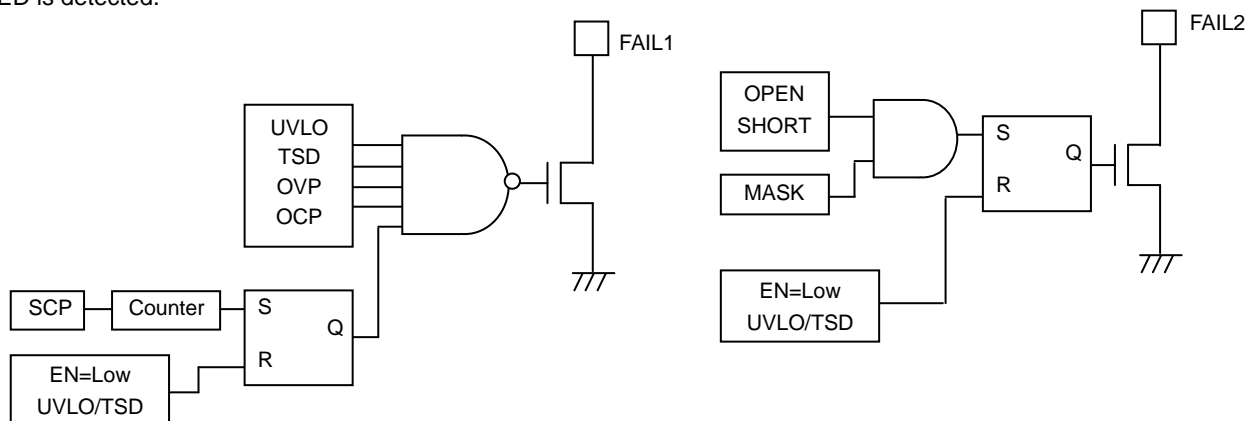 ED is detected.
FAIL1
UVLO
TSD
OVP
OCP
SCP
Counter
S
R
Q
EN=Low
UVLO/TSD
FAIL2
OPEN
SHORT
MASK
S
R
Q
EN=Low
UVLO/TSD